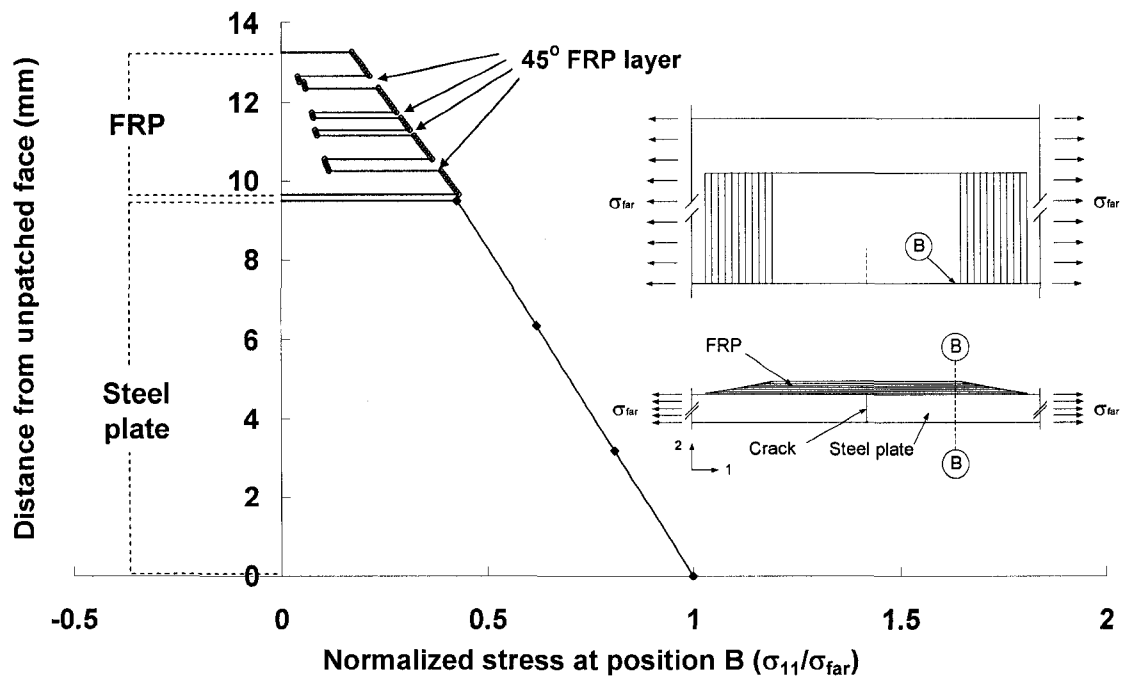 Distance from unpatched face (mm)
14
12
10
8
6
4
2
0
FRP
Steel
plate
45° FRP layer
σfar
σfar
B
FRP
B
σfar
σfar
Crack
Steel plate
B
2
1
-0.5
0
0.5
1
1.5
2
Normalized stress at position B (σ11/σfar)